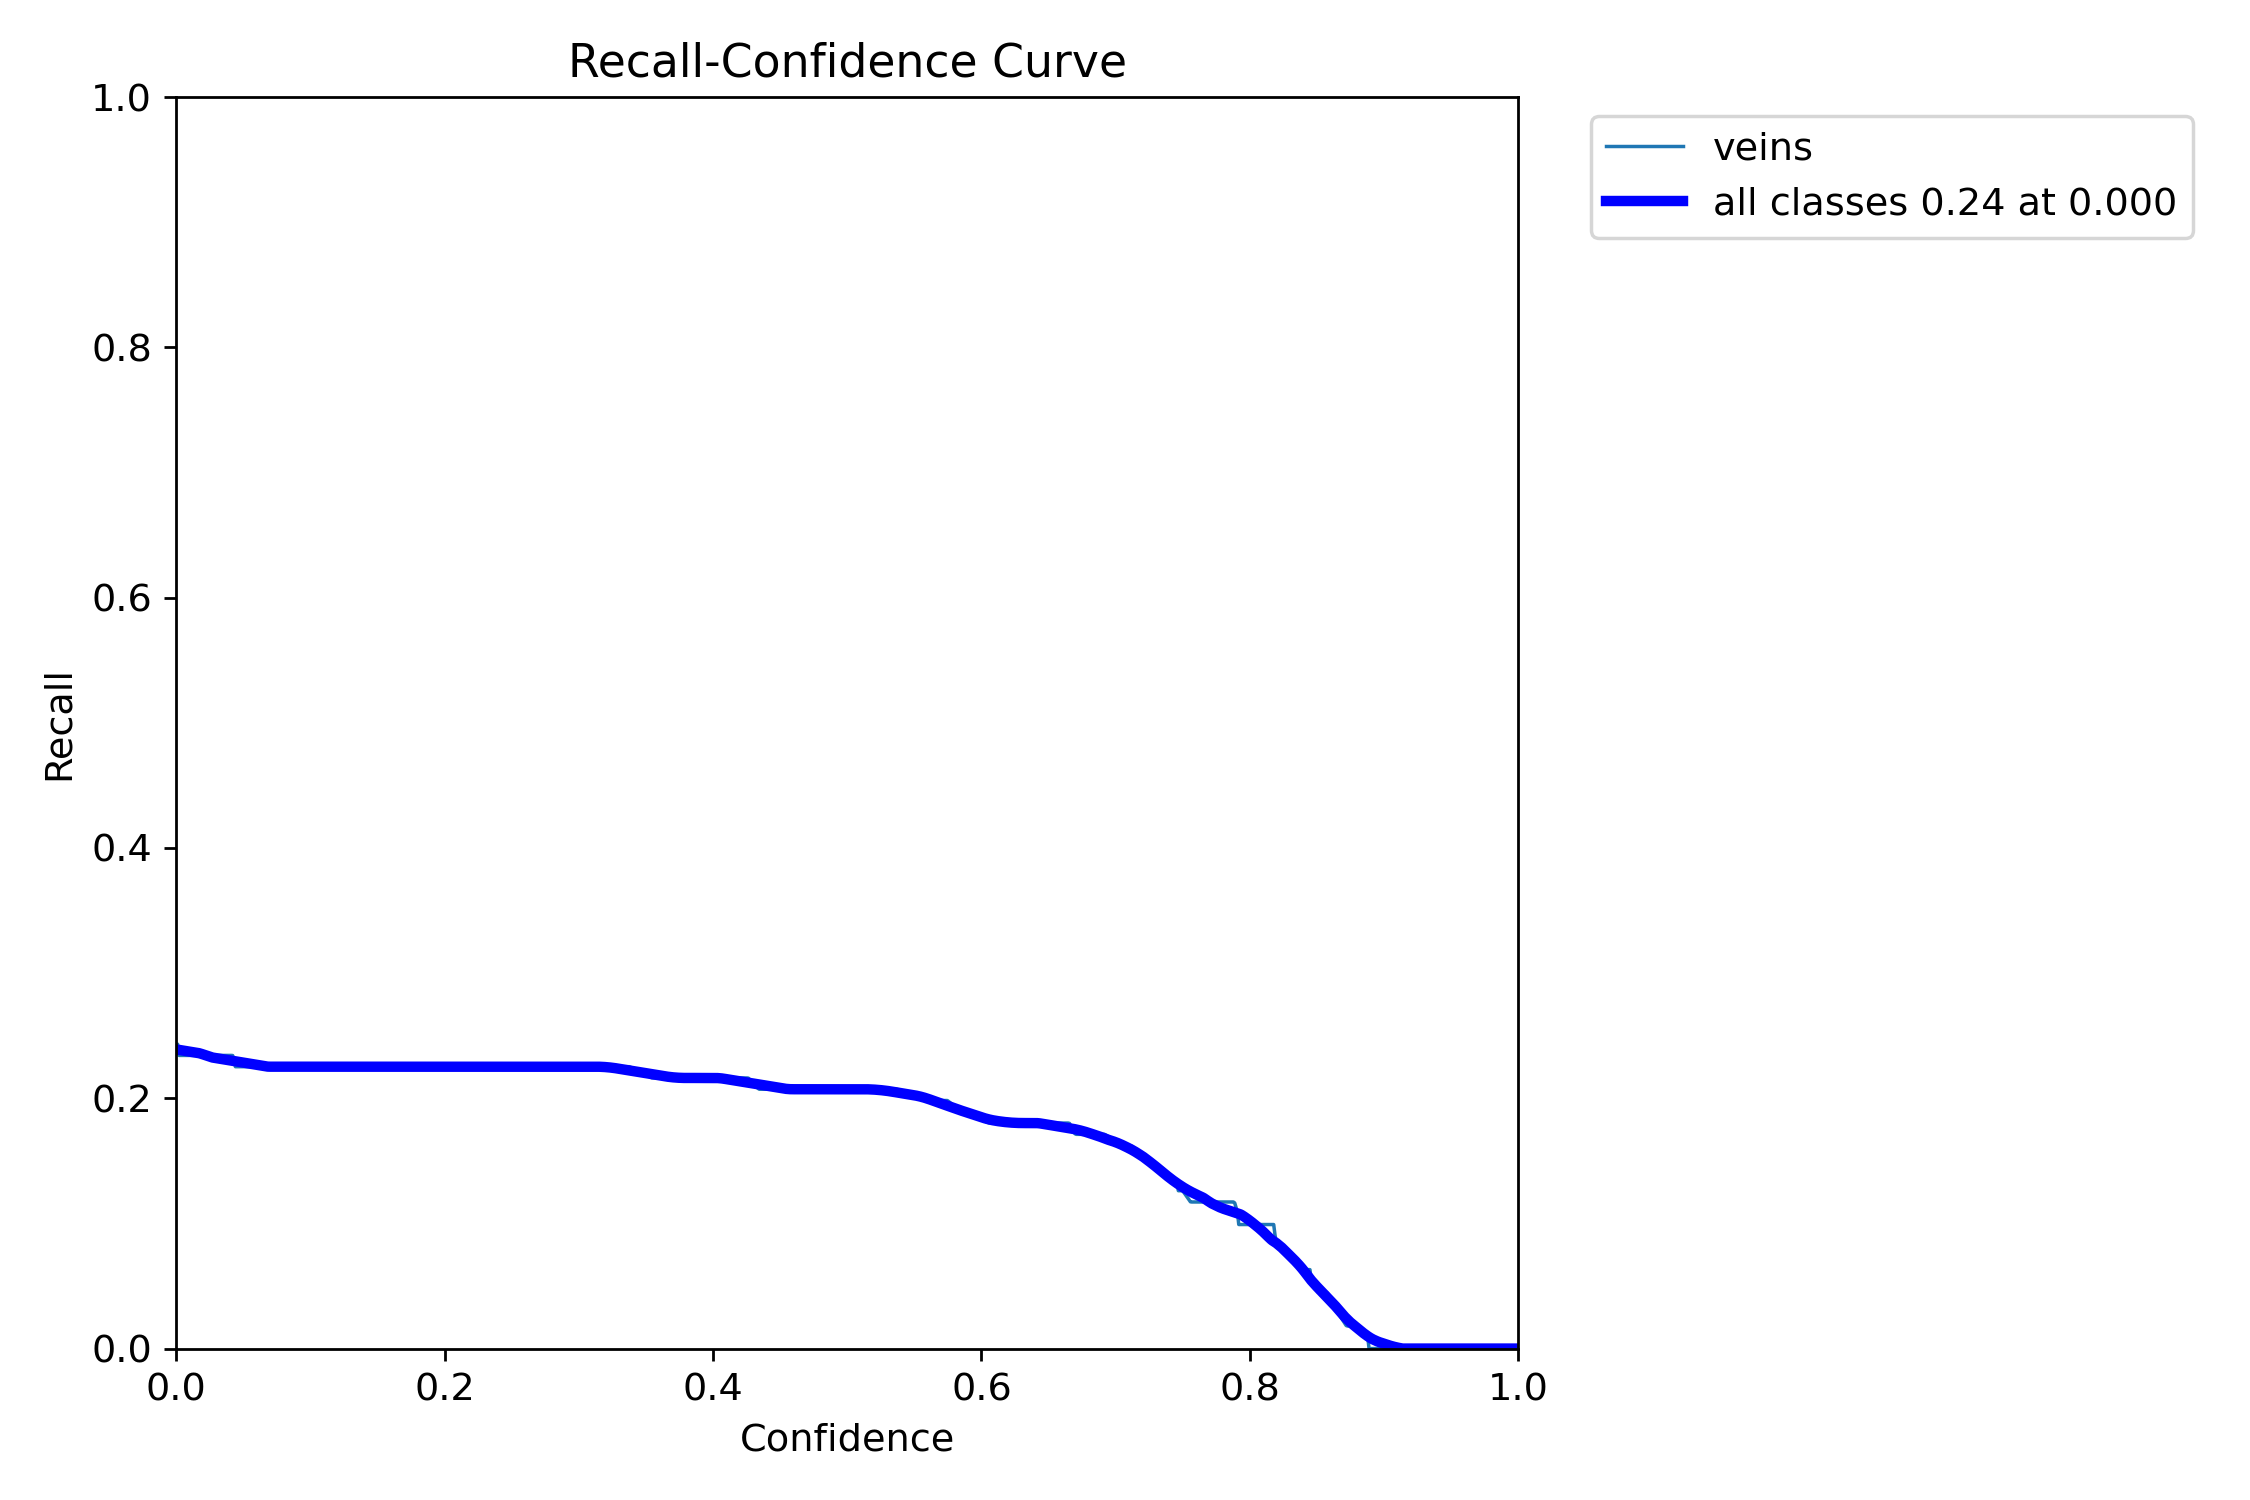 Recall-Confidence Curve
1.0
0.8
0.6
0.4
0.2
0.0
Recall
0.0 0.2 0.4 0.6 0.8 1.0
Confidence
veins
all classes 0.24 at 0.000